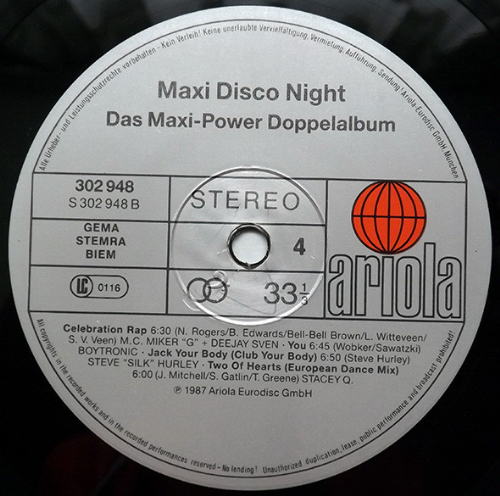 Alle Urheber- und Leistungsschutzrechte vorbehalten · Kein Verleih! Keine unerlaubte Vervielfältigung, Vermietung, Aufführung, Sendung! Ariola Eurodisc GmbH München
Maxi Disco Night
Das Maxi-Power Doppelalbum
302 948
S 302 948 B
STEREO
GEMA
STEMRA
BIEM
4
LC 0116
33 1/3
ariola
Celebration Rap 6:30 (N. Rogers/B. Edwards/Bell-Bell Brown/L. Witteveen/
S. V. Veen) M.C. MIKER "G" + DEEJAY SVEN · You 6:45 (Wobker/Sawatzki)
BOYTRONIC · Jack Your Body (Club Your Body) 6:50 (Steve Hurley)
STEVE "SILK" HURLEY · Two Of Hearts (European Dance Mix)
6:00 (J. Mitchell/S. Gatlin/T. Greene) STACEY Q.
℗ 1987 Ariola Eurodisc GmbH
All copyrights in the recorded works and in the recorded performances reserved – No lending! Unauthorized duplication, lease, public performance and broadcasting